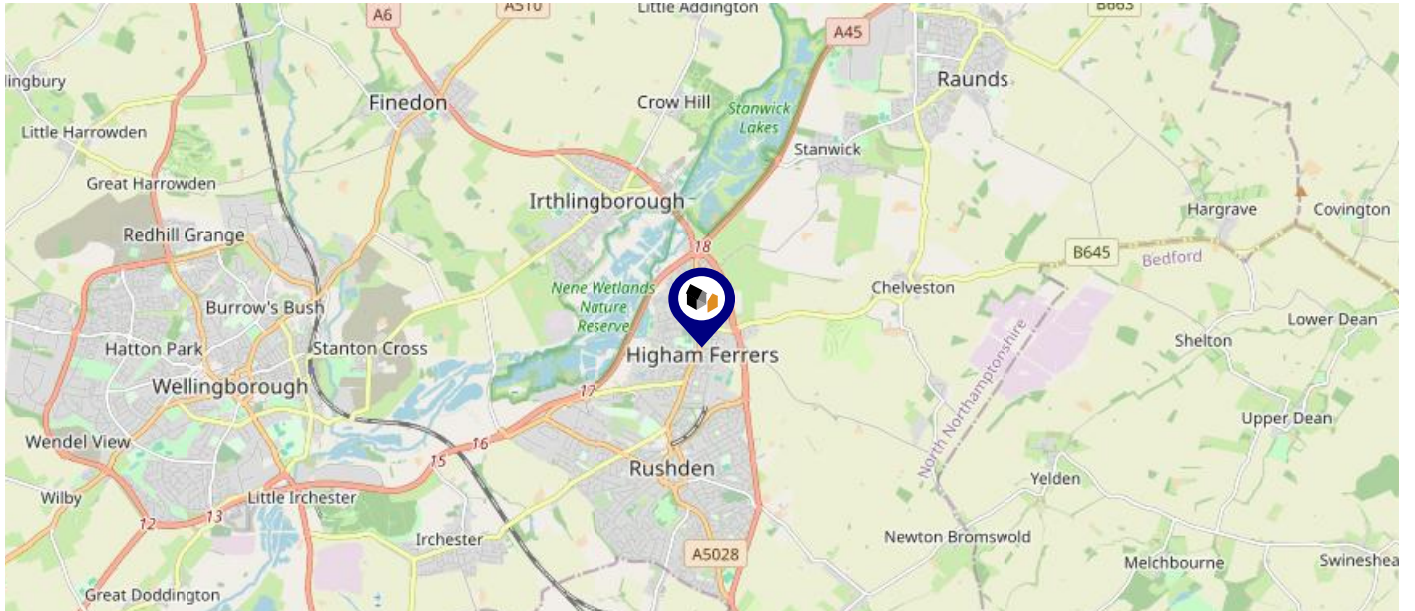 A510
Little Addington
B663
A6
A45
lingbury
Finedon
Crow Hill
Stanwick
Lakes
Raunds
Little Harrowden
Stanwick
Great Harrowden
Irthlingborough
Hargrave
Covington
Redhill Grange
18
B645
Bedford
Nene Wetlands
Nature
Reserve
Chelveston
Burrow's Bush
Lower Dean
Hatton Park
Stanton Cross
Higham Ferrers
Shelton
Wellingborough
17
North Northamptonshire
Upper Dean
Wendel View
16
15
Rushden
Wilby
Little Irchester
Yelden
12
13
Irchester
Newton Bromswold
A5028
Melchbourne
Swineshea
Great Doddington